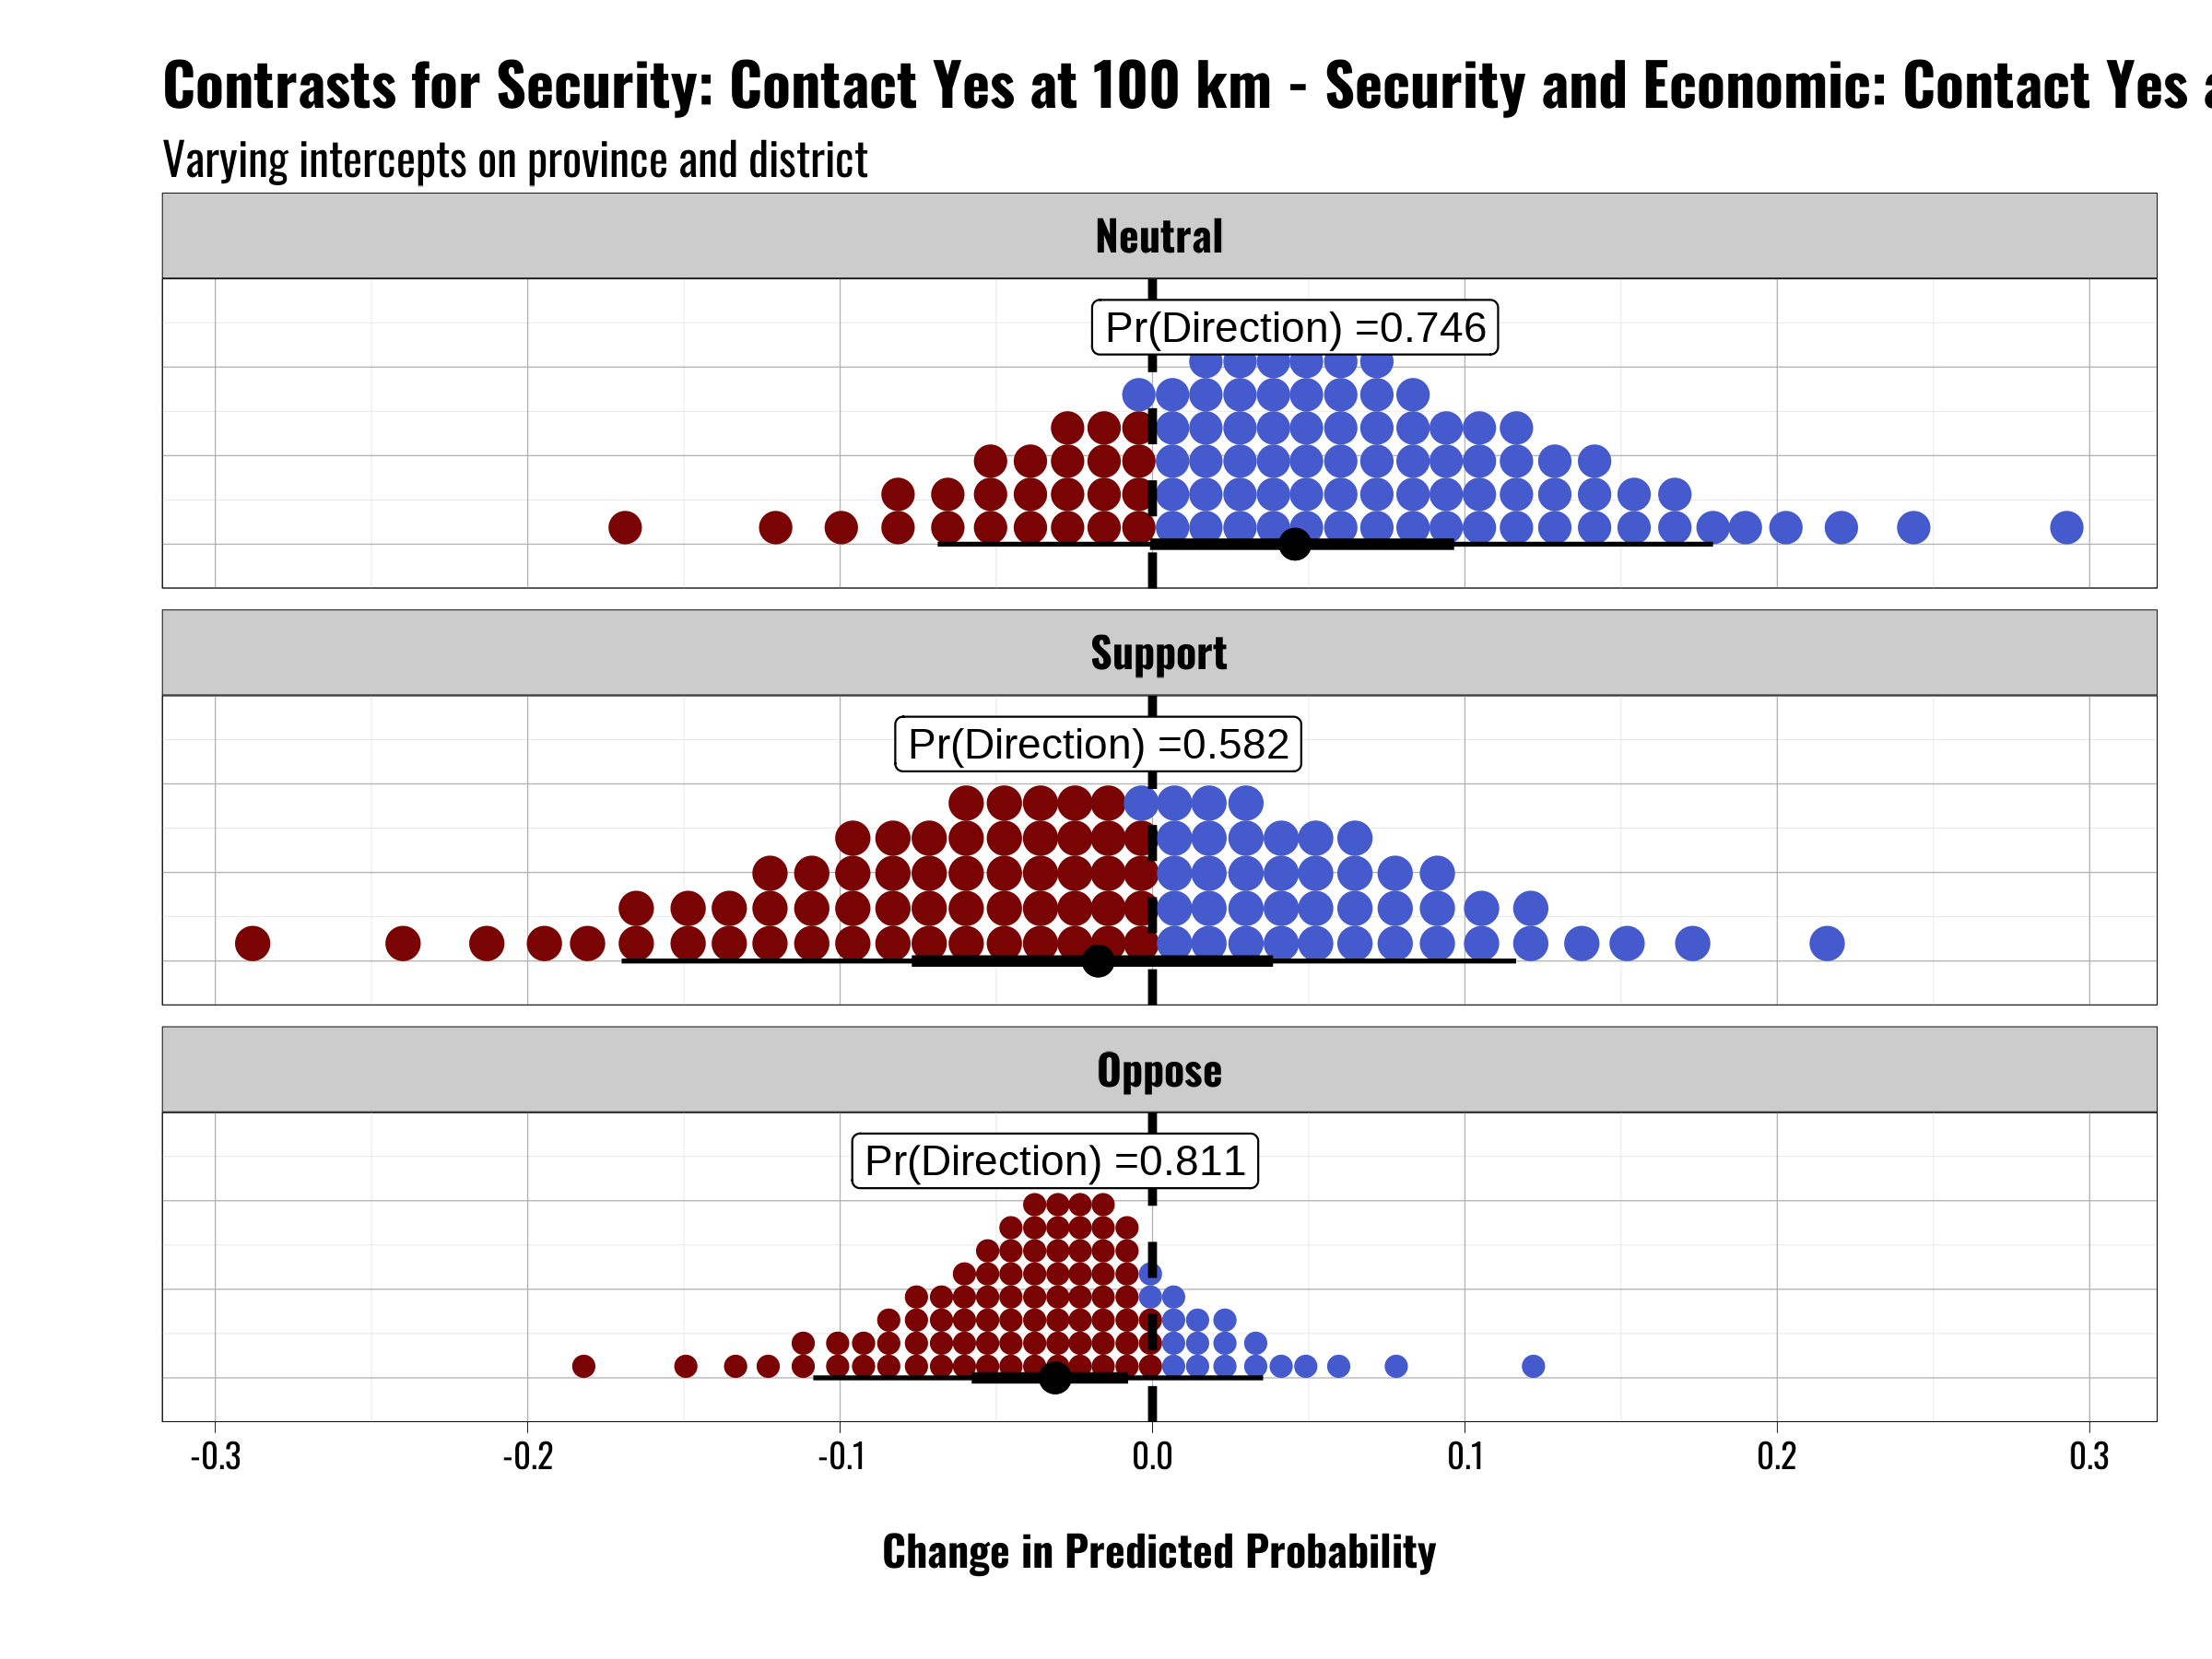 Contrasts for Security: Contact Yes at 100 km - Security and Economic: Contact Yes
Varying intercepts on province and district
Neutral
Pr(Direction) =0.746
Support
Pr(Direction) =0.582
Oppose
Pr(Direction) =0.811
-0.3 -0.2 -0.1 0.0 0.1 0.2 0.3
Change in Predicted Probability